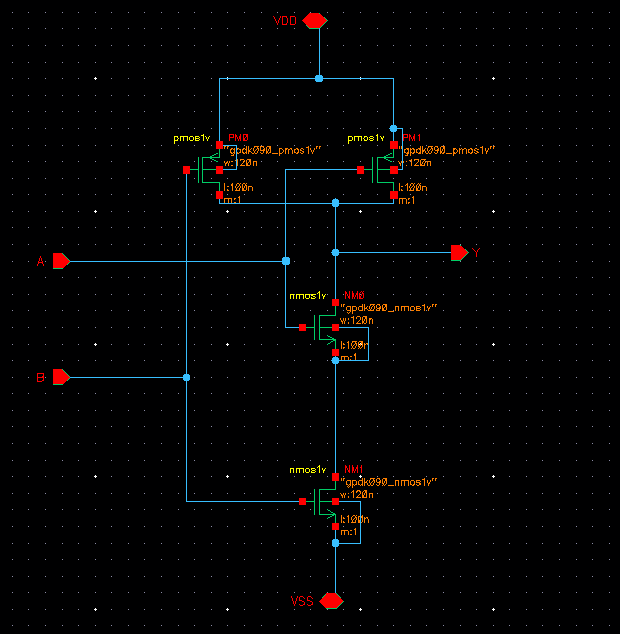 VDD
pmos1v PM0
"gpdk090_pmos1v"
w:120n
l:100n
m:1
pmos1v PM1
"gpdk090_pmos1v"
w:120n
l:100n
m:1
Y
A
nmos1v NM0
"gpdk090_nmos1v"
w:120n
l:100n
m:1
B
nmos1v NM1
"gpdk090_nmos1v"
w:120n
l:100n
m:1
VSS